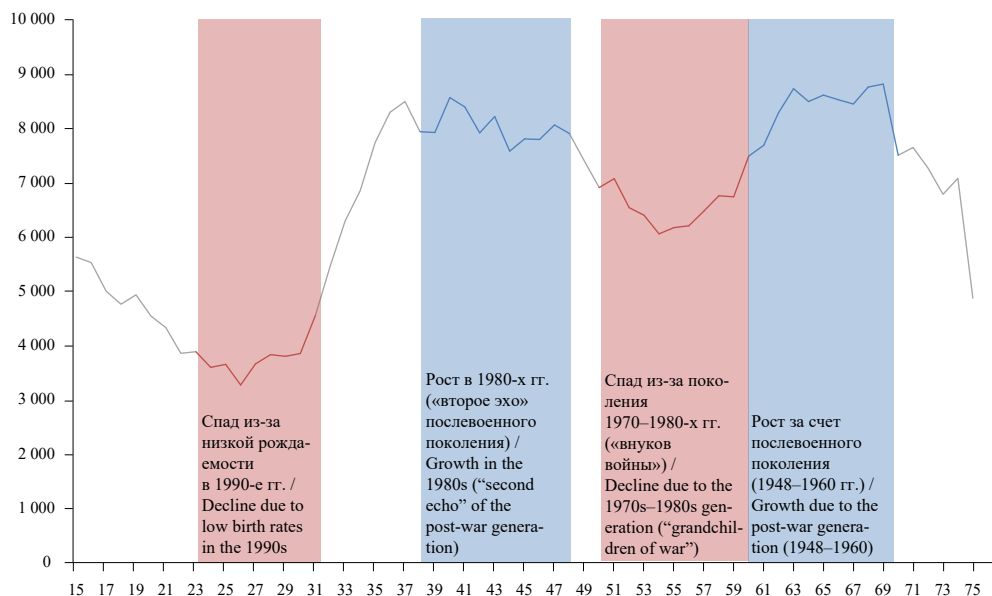 10 000
9 000
8 000
7 000
6 000
5 000
4 000
3 000
2 000
1 000
0
Спад из-за
низкой рожда-
емости
в 1990-е гг. /
Decline due to
low birth rates
in the 1990s
Рост в 1980-х гг.
(«второе эхо»
послевоенного
поколения) /
Growth in the
1980s (“second
echo” of the
post-war genera-
tion)
Спад из-за поко-
ления
1970–1980-х гг.
(«внуков
войны») /
Decline due to the
1970s–1980s gen-
eration (“grandchil-
dren of war”)
Рост за счет
послевоенного
поколения
(1948–1960 гг.) /
Growth due to the
post-war genera-
tion (1948–1960)
15 17 19 21 23 25 27 29 31 33 35 37 39 41 43 45 47 49 51 53 55 57 59 61 63 65 67 69 71 73 75